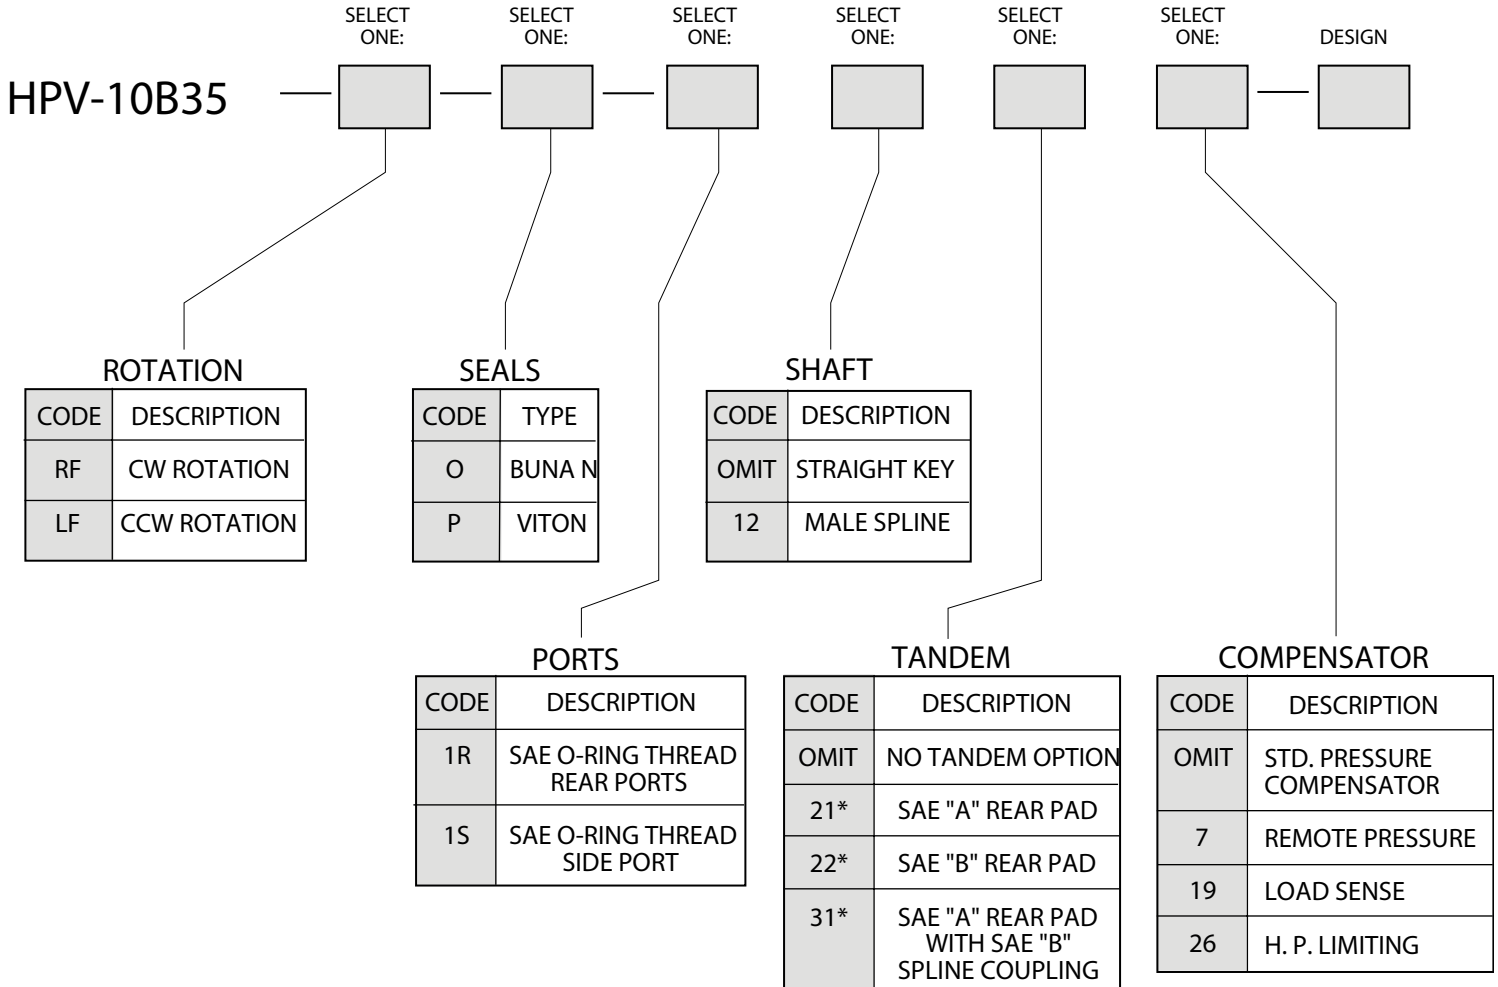 SELECT ONE:
SELECT ONE:
SELECT ONE:
SELECT ONE:
SELECT ONE:
SELECT ONE:
DESIGN
HPV-10B35
ROTATION
CODE DESCRIPTION
RF CW ROTATION
LF CCW ROTATION
SEALS
CODE TYPE
O BUNA N
P VITON
SHAFT
CODE DESCRIPTION
OMIT STRAIGHT KEY
12 MALE SPLINE
PORTS
CODE DESCRIPTION
1R SAE O-RING THREAD
REAR PORTS
1S SAE O-RING THREAD
SIDE PORT
TANDEM
CODE DESCRIPTION
OMIT NO TANDEM OPTION
21* SAE "A" REAR PAD
22* SAE "B" REAR PAD
31* SAE "A" REAR PAD
WITH SAE "B"
SPLINE COUPLING
COMPENSATOR
CODE DESCRIPTION
OMIT STD. PRESSURE
COMPENSATOR
7 REMOTE PRESSURE
19 LOAD SENSE
26 H. P. LIMITING